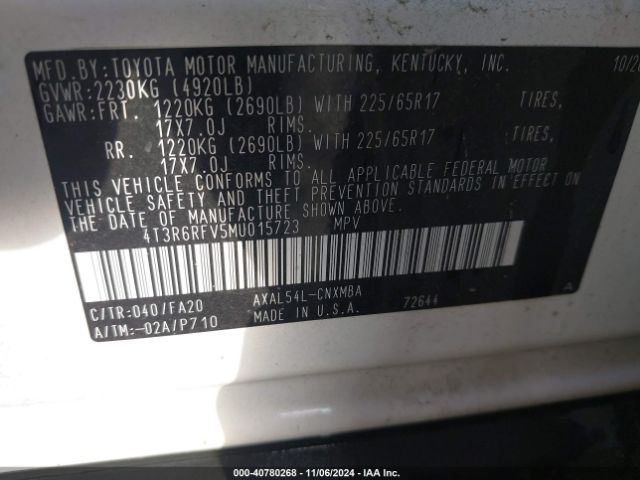 MFD. BY: TOYOTA MOTOR MANUFACTURING, KENTUCKY, INC. 10/20
GVWR: 2230KG (4920LB)
GAWR: FRT. 1220KG (2690LB) WITH 225/65R17 TIRES,
17X7.0J RIMS.
RR. 1220KG (2690LB) WITH 225/65R17 TIRES,
17X7.0J RIMS.
THIS VEHICLE CONFORMS TO ALL APPLICABLE FEDERAL MOTOR
VEHICLE SAFETY AND THEFT PREVENTION STANDARDS IN EFFECT ON
THE DATE OF MANUFACTURE SHOWN ABOVE.
4T3R6RFV5MU015723 MPV
C/TR: 040/FA20 AXAL54L-CNXMBA 72644 A
A/TM: -02A/P710 MADE IN U.S.A.
000-40780268 - 11/06/2024 - IAA Inc.